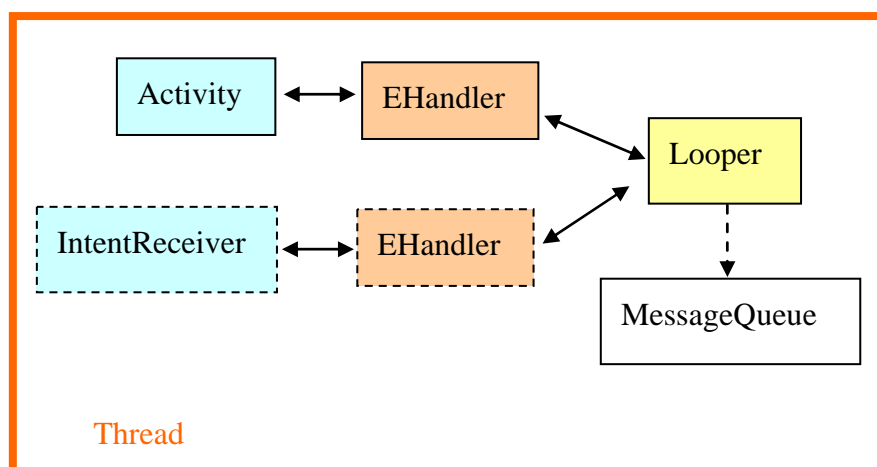 Activity
EHandler
Looper
IntentReceiver
EHandler
MessageQueue
Thread